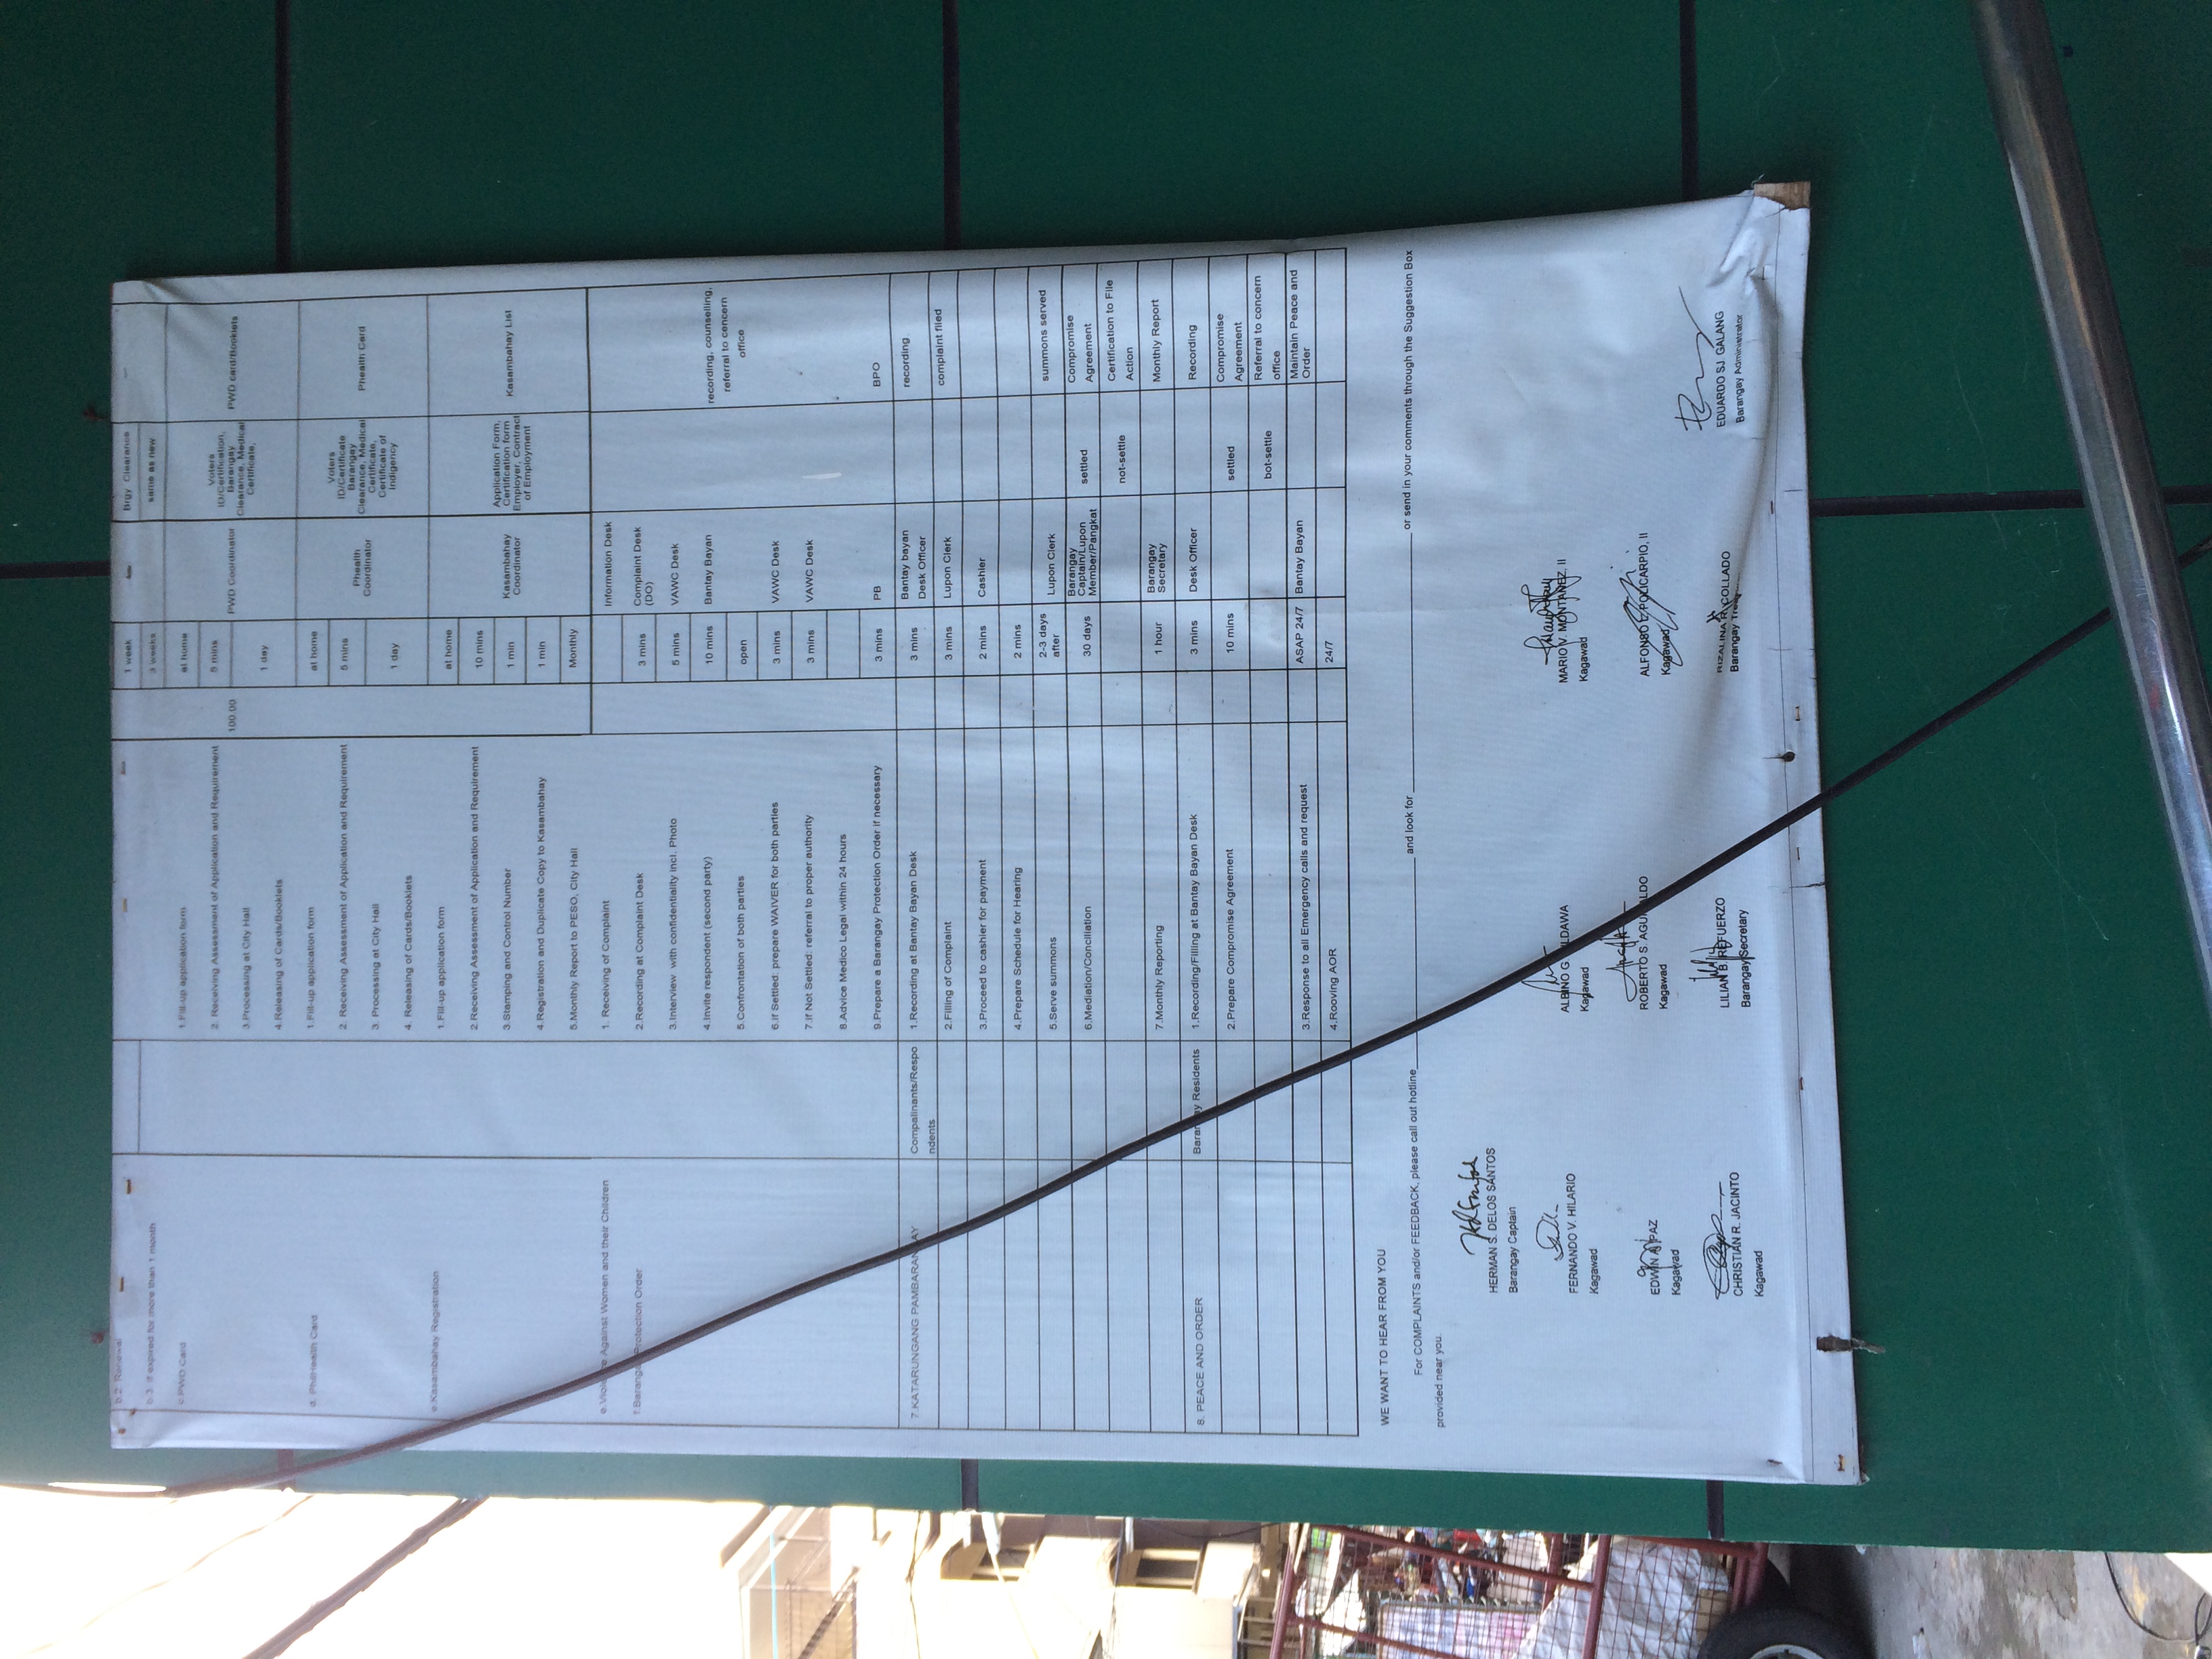 b.2. Renewal
1 week
Brgy Clearance
b.3. if expired for more than 1 month
3 weeks
same as new
c.PWD Card
1.Fill-up application form
at home
2. Receiving Assessment of Application and Requirement
5 mins
3.Processing at City Hall
4.Releasing of Cards/Booklets
1 day
100.00
PWD Coordinator
Voters
ID/Certification,
Barangay
Clearance, Medical
Certificate,
PWD card/Booklets
d. PhilHealth Card
1.Fill-up application form
at home
2. Receiving Assessment of Application and Requirement
5 mins
3. Processing at City Hall
4. Releasing of Cards/Booklets
1 day
Phealth
Coordinator
Voters
ID/Certificate
Barangay
Clearance, Medical
Certificate,
Certificate of
Indigency
Phealth Card
e.Kasambahay Registration
1.Fill-up application form
at home
2.Receiving Assessment of Application and Requirement
10 mins
3.Stamping and Control Number
1 min
4.Registration and Duplicate Copy to Kasambahay
1 min
5.Monthly Report to PESO, City Hall
Monthly
Kasambahay
Coordinator
Application Form,
Certification form
Employer, Contract
of Employment
Kasambahay List
e.Violence Against Women and their Children
1. Receiving of Complaint
Information Desk
f.Barangay Protection Order
2.Recording at Complaint Desk
3 mins
Complaint Desk
(DO)
3.Interview with confidentiality incl. Photo
5 mins
VAWC Desk
4.Invite respondent (second party)
10 mins
Bantay Bayan
5.Confrontation of both parties
open
recording, counselling,
referral to concern
office
6.if Settled: prepare WAIVER for both parties
3 mins
VAWC Desk
7.if Not Settled: referral to proper authority
3 mins
VAWC Desk
8.Advice Medico Legal within 24 hours
9.Prepare a Barangay Protection Order if necessary
3 mins
PB
BPO
7.KATARUNGANG PAMBARANGAY
Compalinants/Respo
ndents
1.Recording at Bantay Bayan Desk
3 mins
Bantay bayan
Desk Officer
recording
2.Filling of Complaint
3 mins
Lupon Clerk
complaint filed
3.Proceed to cashier for payment
2 mins
Cashier
4.Prepare Schedule for Hearing
2 mins
5.Serve summons
2-3 days
after
Lupon Clerk
summons served
6.Mediation/Conciliation
30 days
Barangay
Captain/Lupon
Member/Pangkat
settled
Compromise
Agreement
not-settle
Certification to File
Action
7.Monthly Reporting
1 hour
Barangay
Secretary
Monthly Report
8. PEACE AND ORDER
Barangay Residents
1.Recording/Filling at Bantay Bayan Desk
3 mins
Desk Officer
Recording
2.Prepare Compromise Agreement
10 mins
settled
Compromise
Agreement
bot-settle
Referral to concern
office
3.Response to all Emergency calls and request
ASAP 24/7
Bantay Bayan
Maintain Peace and
Order
4.Rooving AOR
24/7
WE WANT TO HEAR FROM YOU
For COMPLAINTS and/or FEEDBACK, please call out hotline and look for or send in your comments through the Suggestion Box
provided near you.
HERMAN S. DELOS SANTOS
Barangay Captain
FERNANDO V. HILARIO
Kagawad
ALBINO G.
Kagawad
MARIO V. MONTAÑEZ, II
Kagawad
EDWIN A. PAZ
Kagawad
ROBERTO S. AGUINALDO
Kagawad
ALFONSO E. POLICARPIO, II
Kagawad
CHRISTIAN R. JACINTO
Kagawad
LILIAN B. REFUERZO
Barangay Secretary
RIZALINA R. COLLADO
Barangay
EDUARDO SJ. GALANG
Barangay Administrator